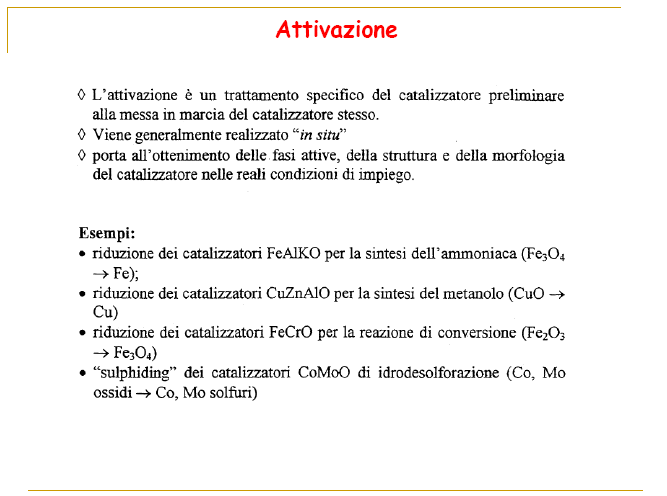 Attivazione
◊ L'attivazione è un trattamento specifico del catalizzatore preliminare
alla messa in marcia del catalizzatore stesso.
◊ Viene generalmente realizzato “in situ”
◊ porta all'ottenimento delle fasi attive, della struttura e della morfologia
del catalizzatore nelle reali condizioni di impiego.
Esempi:
• riduzione dei catalizzatori FeAlKO per la sintesi dell'ammoniaca (Fe₃O₄
→ Fe);
• riduzione dei catalizzatori CuZnAlO per la sintesi del metanolo (CuO →
Cu)
• riduzione dei catalizzatori FeCrO per la reazione di conversione (Fe₂O₃
→ Fe₃O₄)
• “sulphiding” dei catalizzatori CoMoO di idrodesolforazione (Co, Mo
ossidi → Co, Mo solfuri)